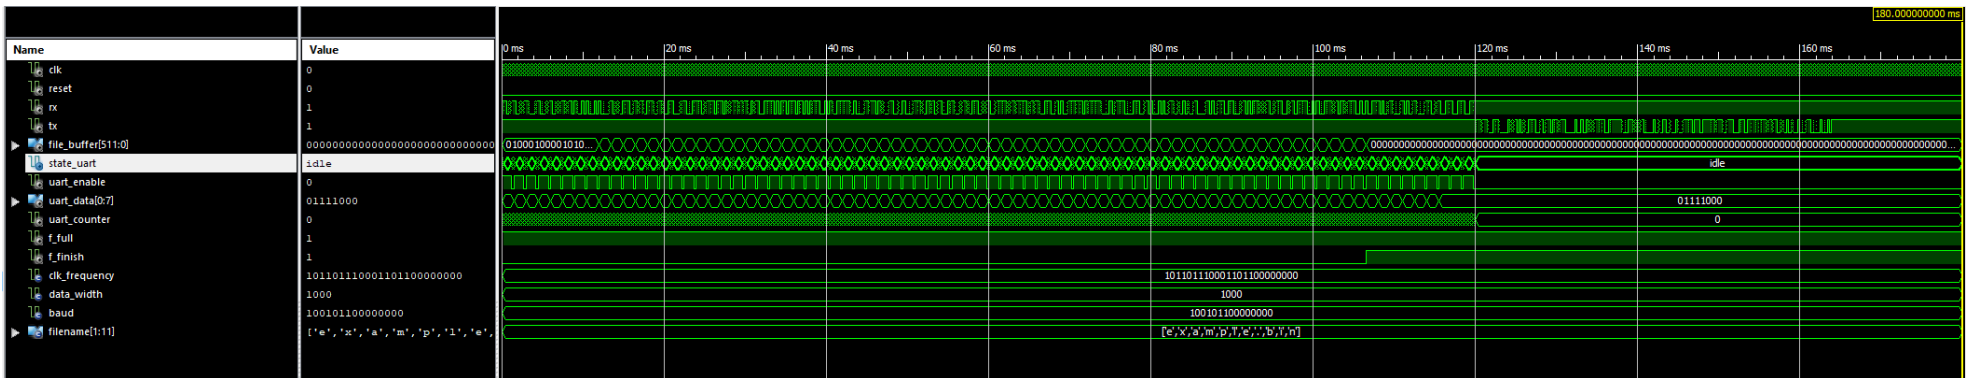 180.000000000 ms
Name Value 0 ms 20 ms 40 ms 60 ms 80 ms 100 ms 120 ms 140 ms 160 ms
clk 0
reset 0
rx 1
tx 1
file_buffer[511:0] 01000100001010...
state_uart idle idle
uart_enable 0
uart_data[0:7] 01111000 01111000
uart_counter 0 0
f_full 1
f_finish 1
clk_frequency 101101110001101100000000 101101110001101100000000
data_width 1000 1000
baud 100101100000000 100101100000000
filename[1:11] ['e','x','a','m','p','l','e', ['e','x','a','m','p','l','e','.','b','i','n']